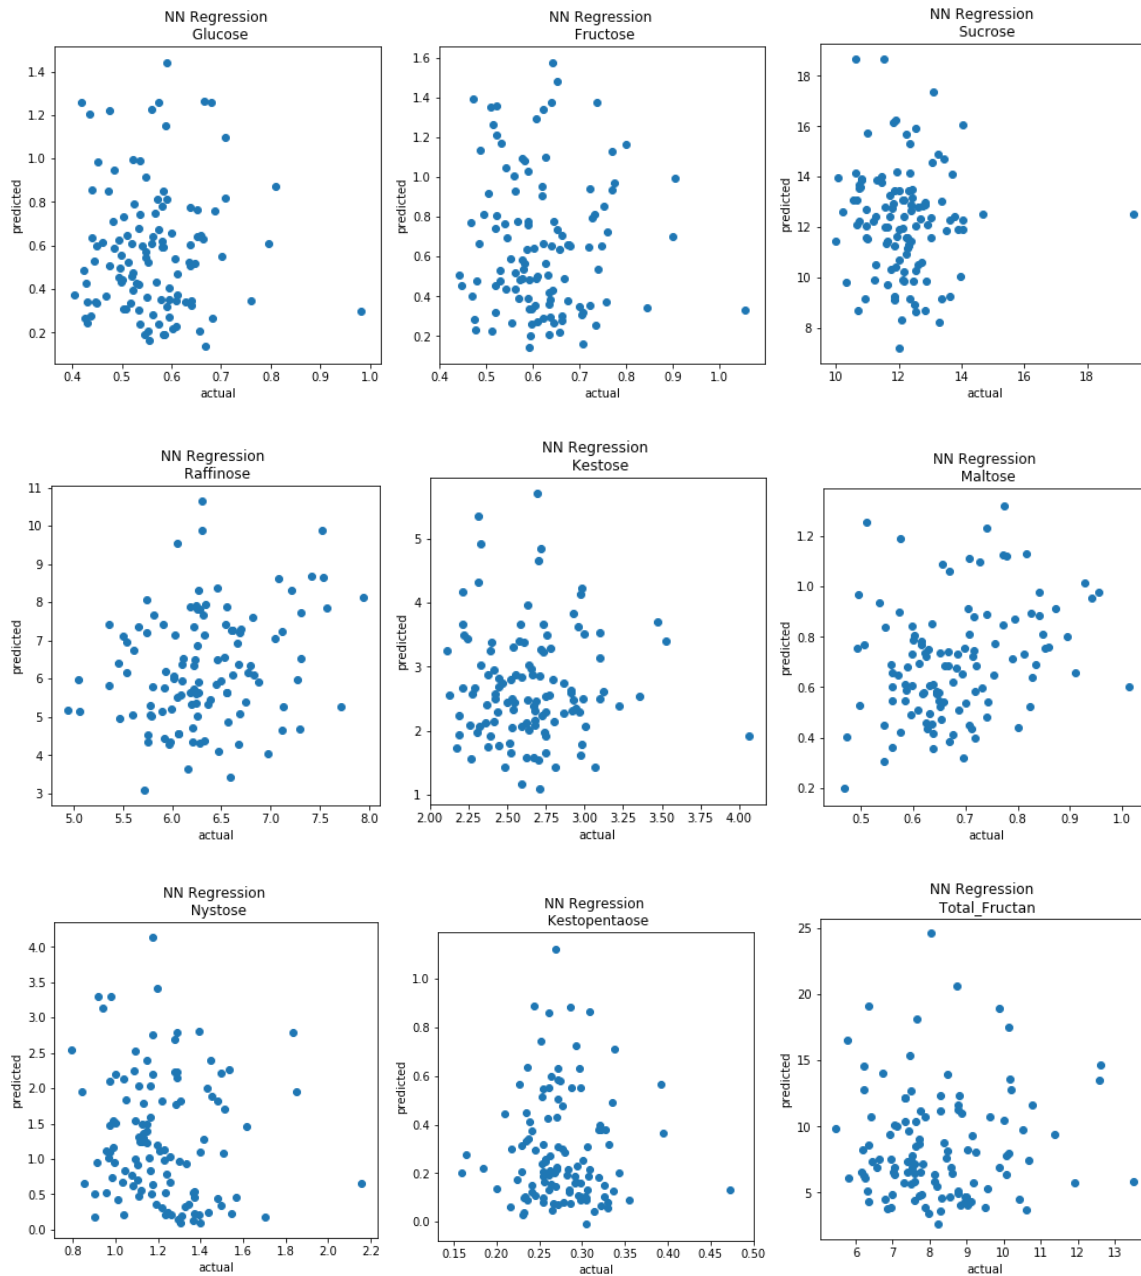 NN Regression
Glucose
1.4
1.2
1.0
0.8
0.6
0.4
0.2
predicted
0.4 0.5 0.6 0.7 0.8 0.9 1.0
actual
NN Regression
Fructose
1.6
1.4
1.2
1.0
0.8
0.6
0.4
0.2
predicted
0.4 0.5 0.6 0.7 0.8 0.9 1.0
actual
NN Regression
Sucrose
18
16
14
12
10
8
predicted
10 12 14 16 18
actual
NN Regression
Raffinose
11
10
9
8
7
6
5
4
3
predicted
5.0 5.5 6.0 6.5 7.0 7.5 8.0
actual
NN Regression
Kestose
5
4
3
2
1
predicted
2.00 2.25 2.50 2.75 3.00 3.25 3.50 3.75 4.00
actual
NN Regression
Maltose
1.2
1.0
0.8
0.6
0.4
0.2
predicted
0.5 0.6 0.7 0.8 0.9 1.0
actual
NN Regression
Nystose
4.0
3.5
3.0
2.5
2.0
1.5
1.0
0.5
0.0
predicted
0.8 1.0 1.2 1.4 1.6 1.8 2.0 2.2
actual
NN Regression
Kestopentaose
1.0
0.8
0.6
0.4
0.2
0.0
predicted
0.15 0.20 0.25 0.30 0.35 0.40 0.45 0.50
actual
NN Regression
Total_Fructan
25
20
15
10
5
predicted
6 7 8 9 10 11 12 13
actual